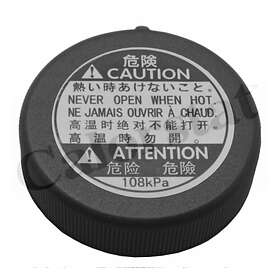 危険
CAUTION
熱い時あけないこと。
NEVER OPEN WHEN HOT.
NE JAMAIS OUVRIR À CHAUD.
高温时绝对不能打开
高温時勿開。
ATTENTION
危险 危險
108kPa